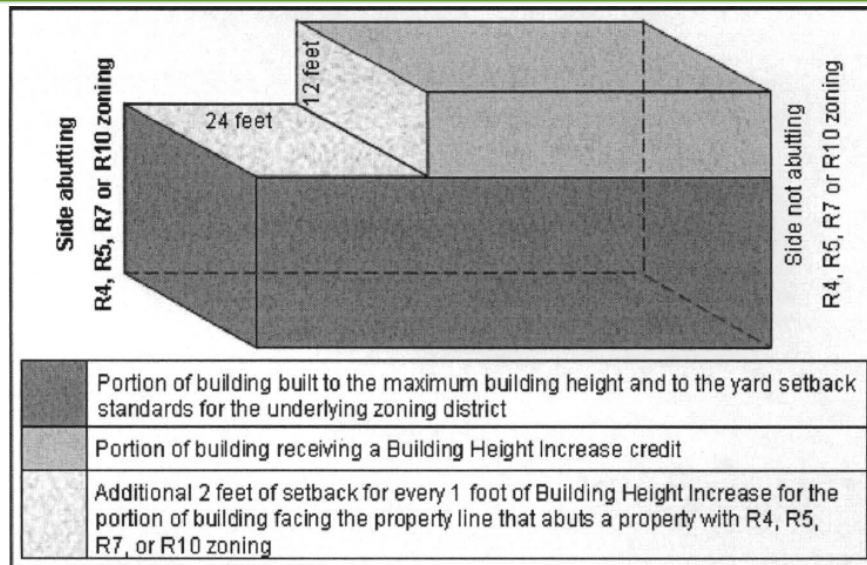 Side abutting
R4, R5, R7 or R10 zoning
24 feet
12 feet
Side not abutting
R4, R5, R7 or R10 zoning
Portion of building built to the maximum building height and to the yard setback
standards for the underlying zoning district
Portion of building receiving a Building Height Increase credit
Additional 2 feet of setback for every 1 foot of Building Height Increase for the
portion of building facing the property line that abuts a property with R4, R5,
R7, or R10 zoning